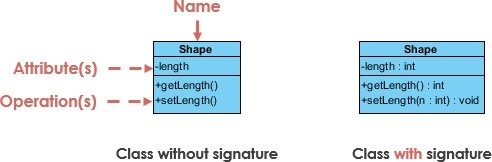 Name
Shape
Attribute(s)
-length
Operation(s)
+getLength()
+setLength()
Class without signature
Shape
-length : int
+getLength() : int
+setLength(n : int) : void
Class with signature